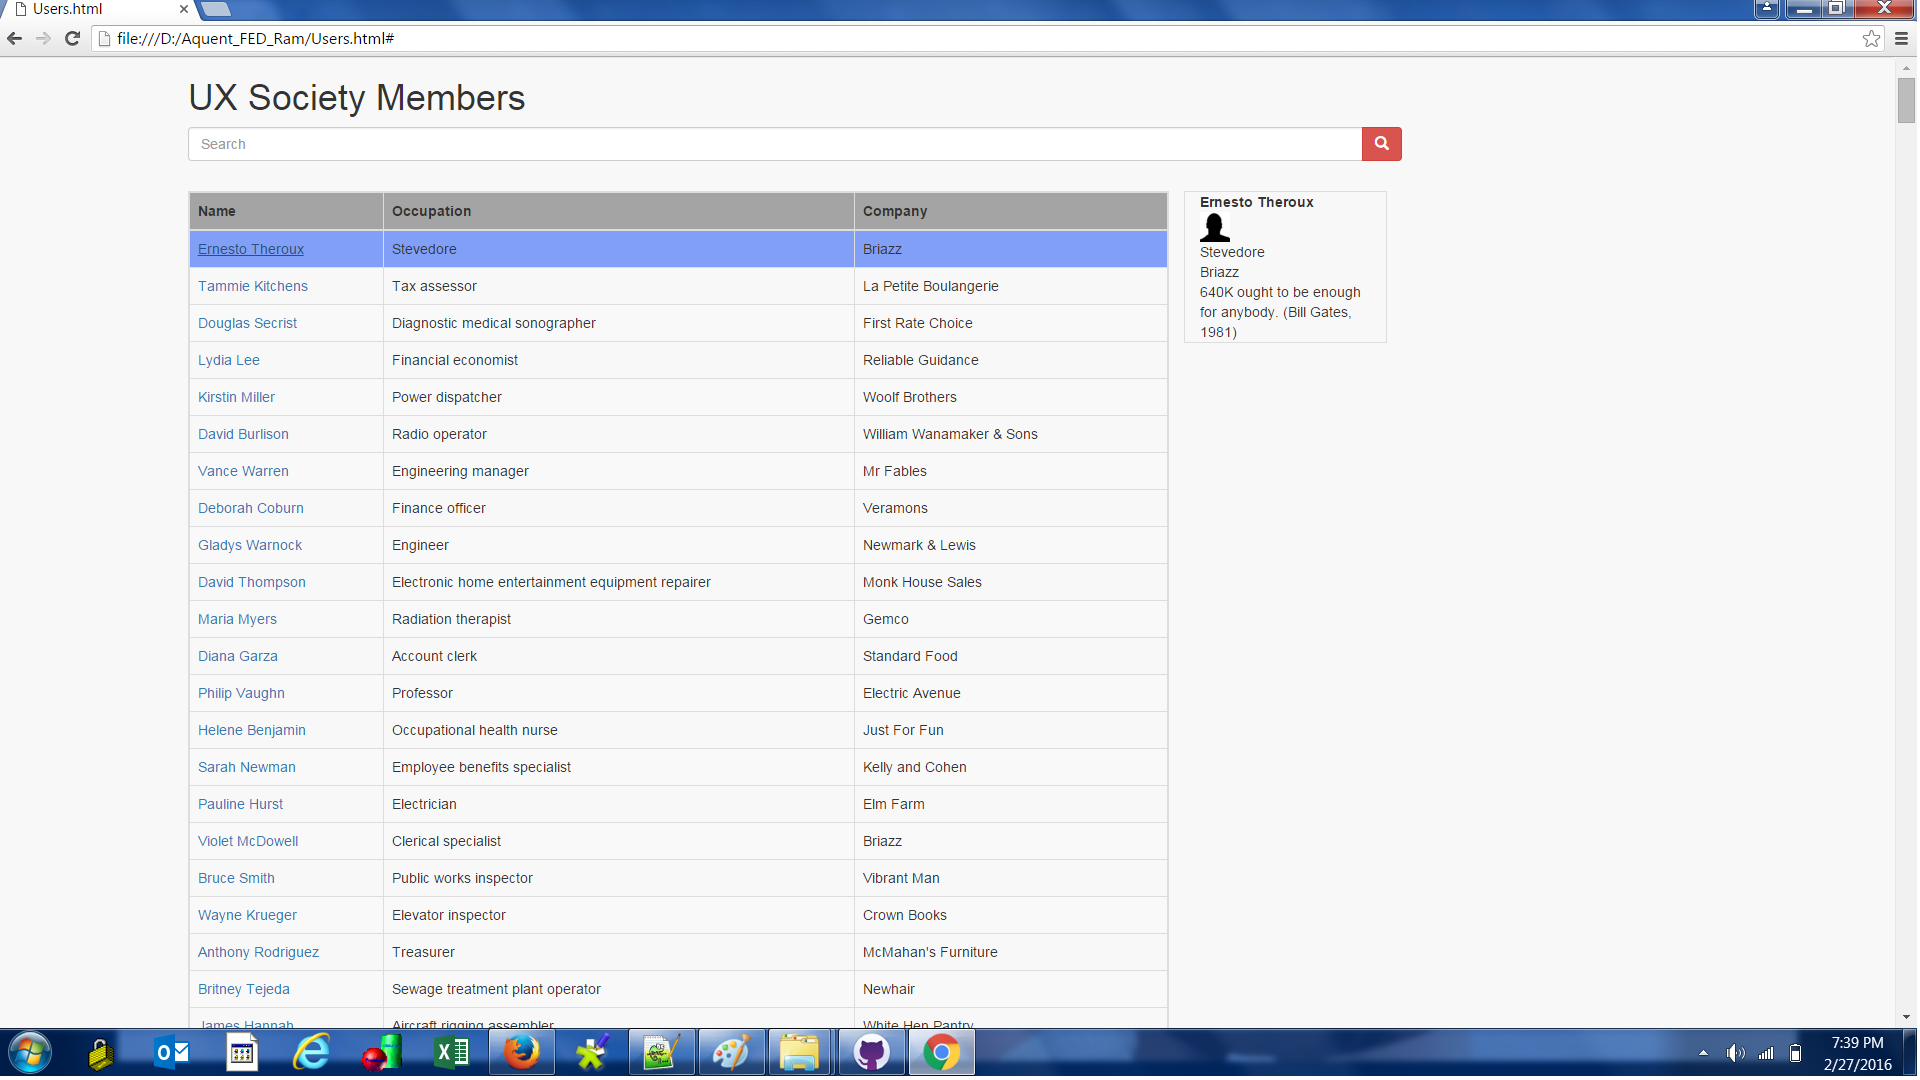 Users.html
file:///D:/Aquent_FED_Ram/Users.html#
UX Society Members
Search
Name Occupation Company
Ernesto Theroux Stevedore Briazz
Tammie Kitchens Tax assessor La Petite Boulangerie
Douglas Secrist Diagnostic medical sonographer First Rate Choice
Lydia Lee Financial economist Reliable Guidance
Kirstin Miller Power dispatcher Woolf Brothers
David Burlison Radio operator William Wanamaker & Sons
Vance Warren Engineering manager Mr Fables
Deborah Coburn Finance officer Veramons
Gladys Warnock Engineer Newmark & Lewis
David Thompson Electronic home entertainment equipment repairer Monk House Sales
Maria Myers Radiation therapist Gemco
Diana Garza Account clerk Standard Food
Philip Vaughn Professor Electric Avenue
Helene Benjamin Occupational health nurse Just For Fun
Sarah Newman Employee benefits specialist Kelly and Cohen
Pauline Hurst Electrician Elm Farm
Violet McDowell Clerical specialist Briazz
Bruce Smith Public works inspector Vibrant Man
Wayne Krueger Elevator inspector Crown Books
Anthony Rodriguez Treasurer McMahan's Furniture
Britney Tejeda Sewage treatment plant operator Newhair
James Hannah Aircraft rigging assembler White Hen Pantry
Ernesto Theroux
Stevedore
Briazz
640K ought to be enough
for anybody. (Bill Gates,
1981)
7:39 PM
2/27/2016